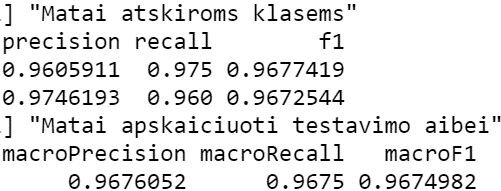 ] "Matai atskiroms klasems"
precision recall f1
0.9605911 0.975 0.9677419
0.9746193 0.960 0.9672544
] "Matai apskaiciuoti testavimo aibei"
macroPrecision macroRecall macroF1
0.9676052 0.9675 0.9674982